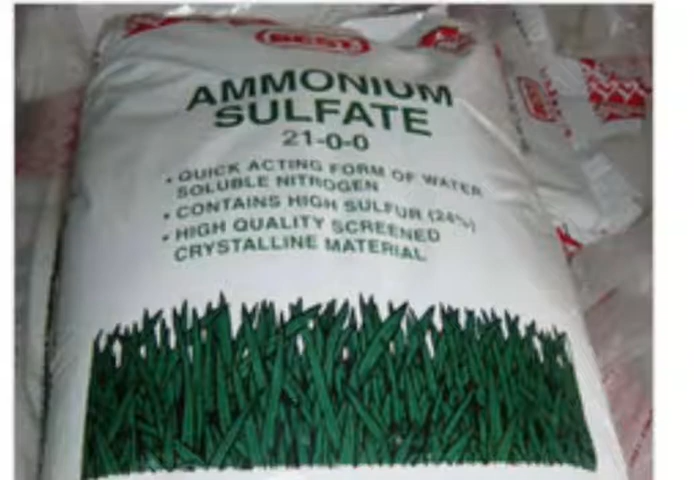 BEST
AMMONIUM
SULFATE
21-0-0
• QUICK ACTING FORM OF WATER
SOLUBLE NITROGEN
• CONTAINS HIGH SULFUR (24%)
• HIGH QUALITY SCREENED
CRYSTALLINE MATERIAL